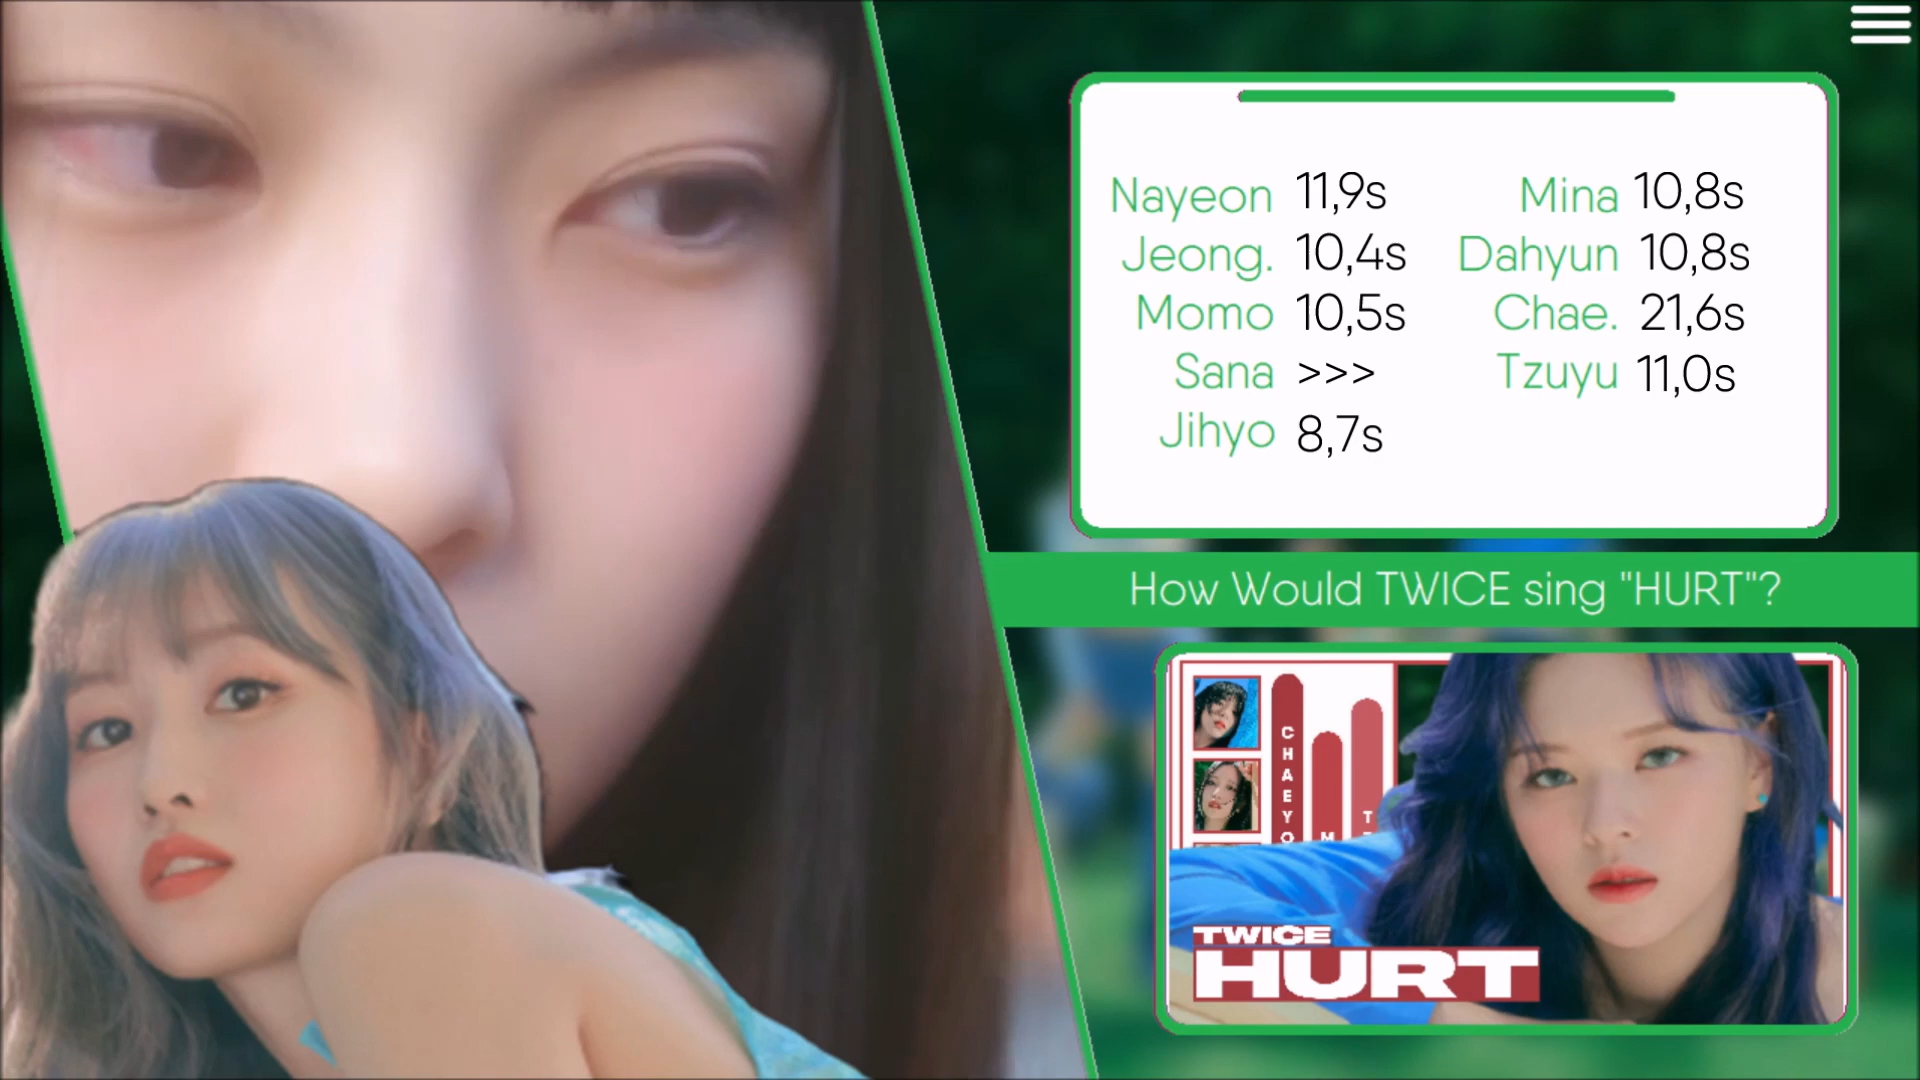 Nayeon 11,9s Mina 10,8s
Jeong. 10,4s Dahyun 10,8s
Momo 10,5s Chae. 21,6s
Sana >>> Tzuyu 11,0s
Jihyo 8,7s
How Would TWICE sing "HURT"?
CHAEYO
M
T
TWICE
HURT